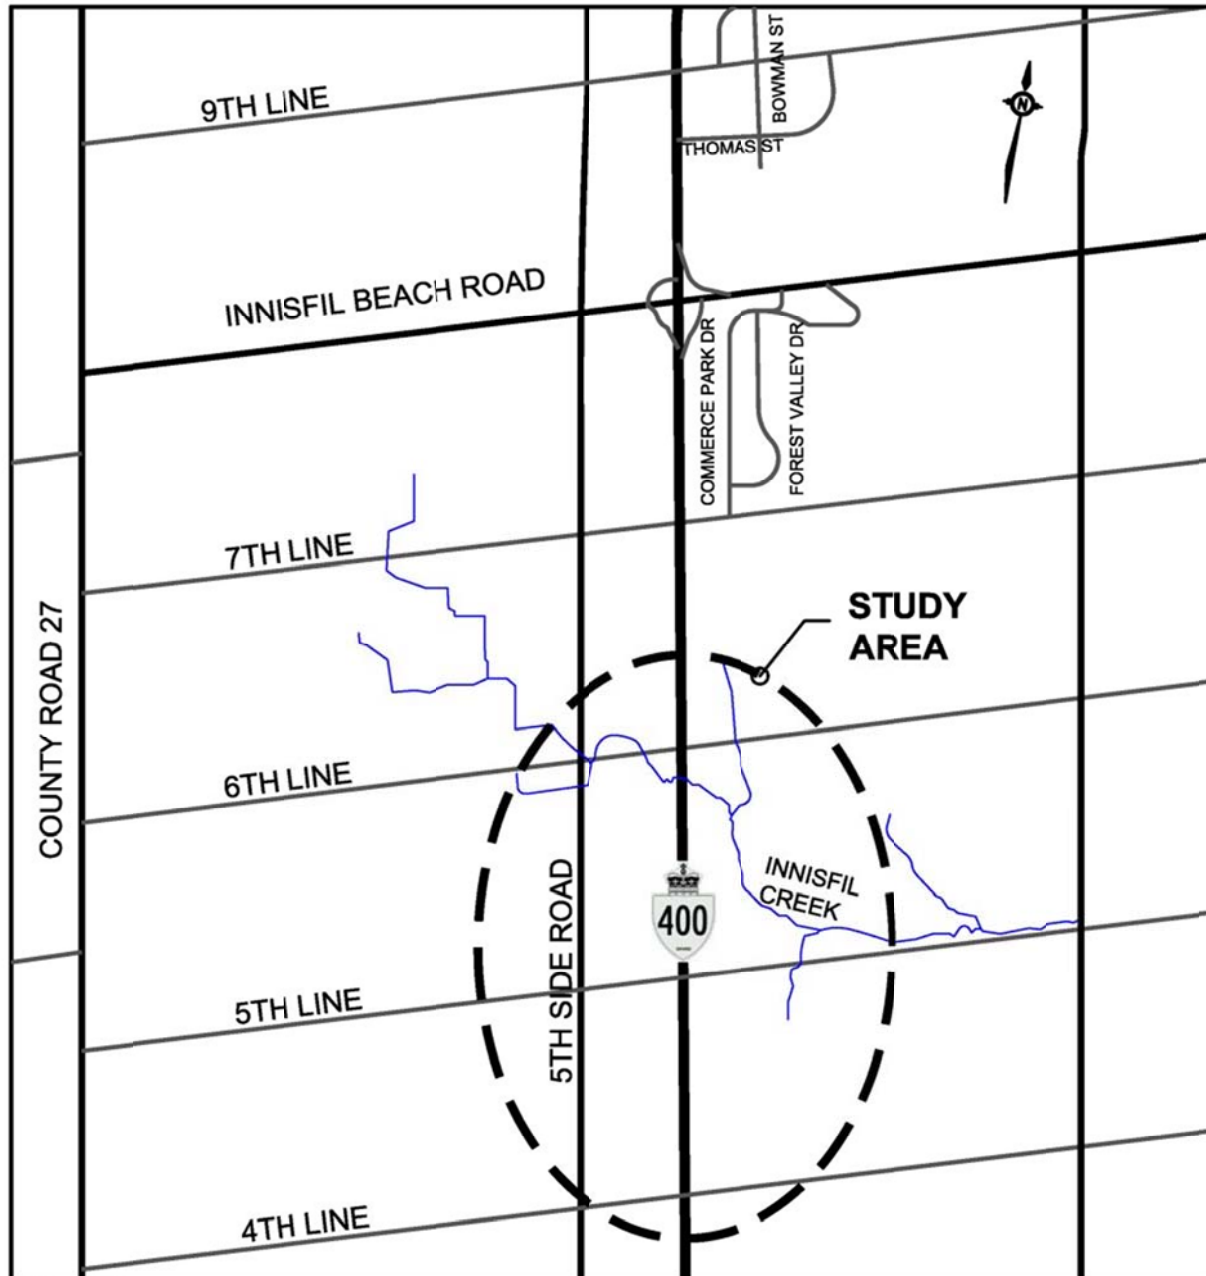 9TH LINE
BOWMAN ST
THOMAS ST
N
INNISFIL BEACH ROAD
COMMERCE PARK DR
FOREST VALLEY DR
7TH LINE
STUDY
AREA
COUNTY ROAD 27
6TH LINE
INNISFIL
CREEK
400
5TH SIDE ROAD
5TH LINE
4TH LINE